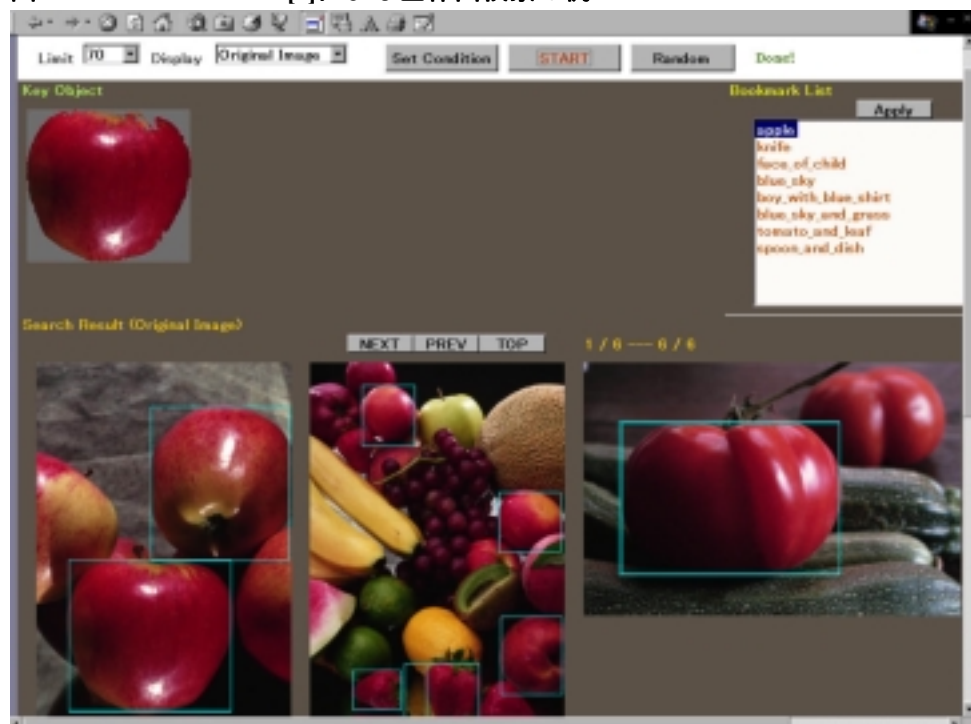 Limit 70 Display Original Image Set Condition START Random Done!
Key Object
Bookmark List
Apply
apple
knife
face_of_child
blue_sky
boy_with_blue_shirt
blue_sky_and_grass
tomato_and_leaf
spoon_and_dish
Search Result (Original Image)
NEXT PREV TOP 1 / 6 --- 6 / 6